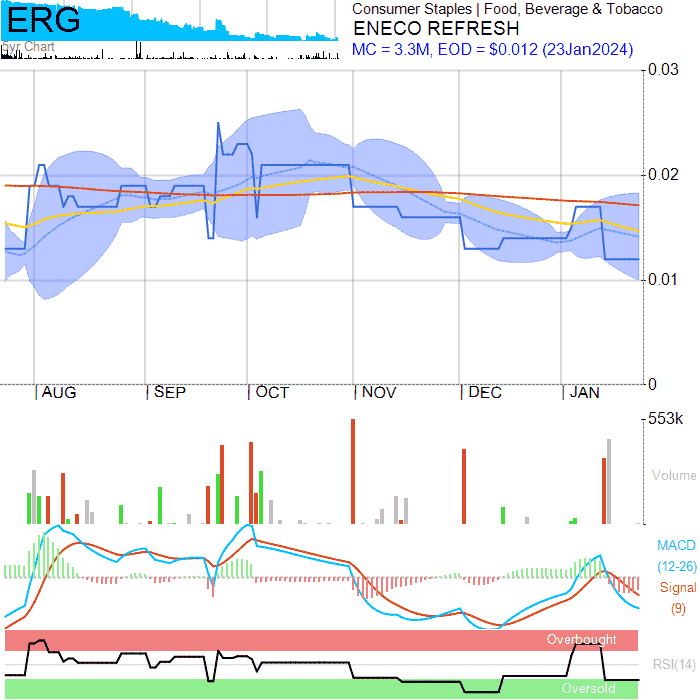 ERG
5yr Chart
Consumer Staples | Food, Beverage & Tobacco
ENECO REFRESH
MC = 3.3M, EOD = $0.012 (23Jan2024)
0.03
0.02
0.01
0
AUG SEP OCT NOV DEC JAN
553k
Volume
MACD
(12-26)
Signal
(9)
Overbought
RSI(14)
Oversold